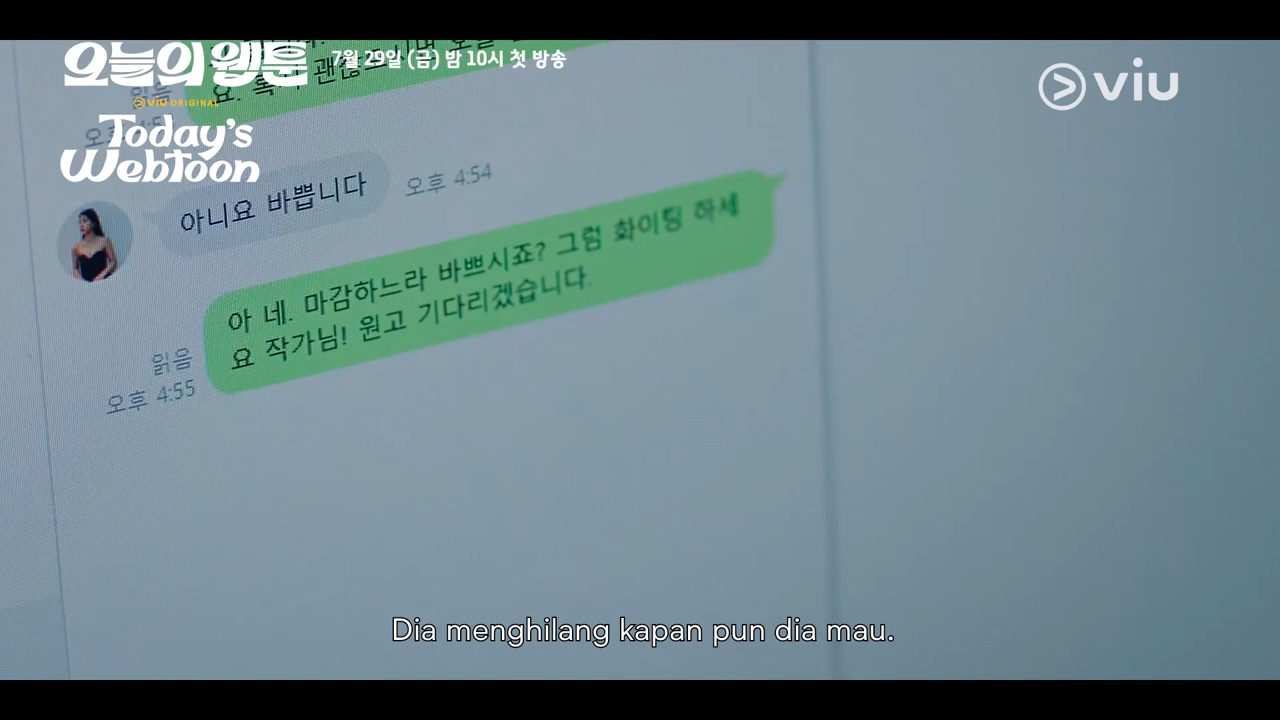 오늘의 웹툰
7월 29일 (금) 밤 10시 첫 방송
viu ORIGINAL
Today's
Webtoon
viu
읽음
오후
아니요 바쁩니다
오후 4:54
아 네. 마감하느라 바쁘시죠? 그럼 화이팅 하세
요 작가님! 원고 기다리겠습니다.
읽음
오후 4:55
Dia menghilang kapan pun dia mau.